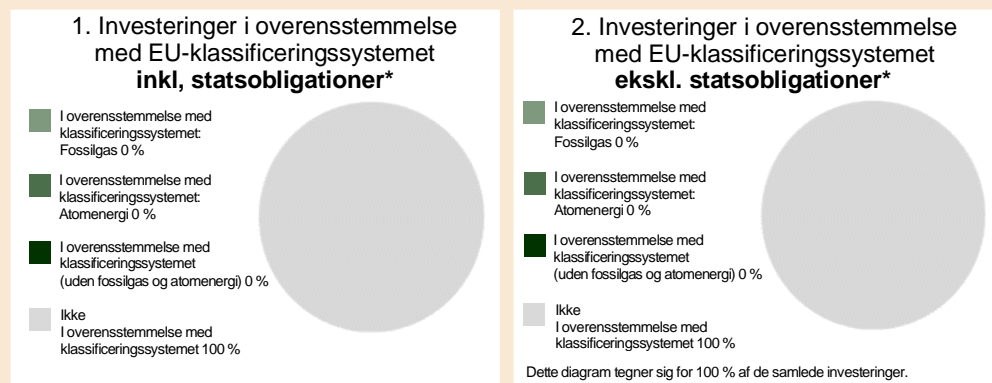 1. Investeringer i overensstemmelse
med EU-klassificeringssystemet
inkl, statsobligationer*
I overensstemmelse med
klassificeringssystemet:
Fossilgas 0 %
I overensstemmelse med
klassificeringssystemet:
Atomenergi 0 %
I overensstemmelse med
klassificeringssystemet
(uden fossilgas og atomenergi) 0 %
Ikke
I overensstemmelse med
klassificeringssystemet 100 %
2. Investeringer i overensstemmelse
med EU-klassificeringssystemet
ekskl. statsobligationer*
I overensstemmelse med
klassificeringssystemet:
Fossilgas 0 %
I overensstemmelse med
klassificeringssystemet:
Atomenergi 0 %
I overensstemmelse med
klassificeringssystemet
(uden fossilgas og atomenergi) 0 %
Ikke
I overensstemmelse med
klassificeringssystemet 100 %
Dette diagram tegner sig for 100 % af de samlede investeringer.